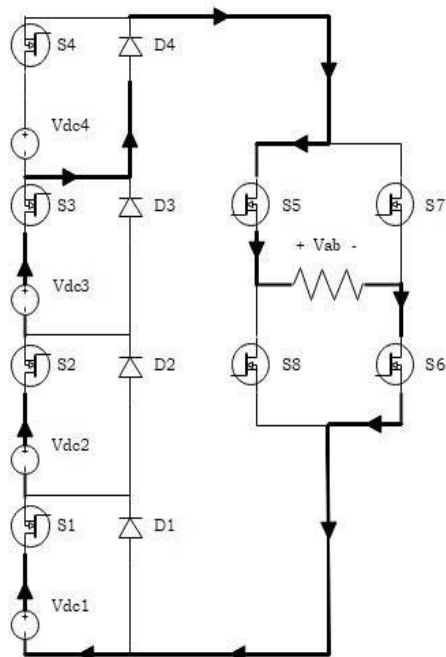 S4 D4
Vdc4
S3 D3 S5 S7
+ Vab -
Vdc3
S2 D2 S8 S6
Vdc2
S1 D1
Vdc1